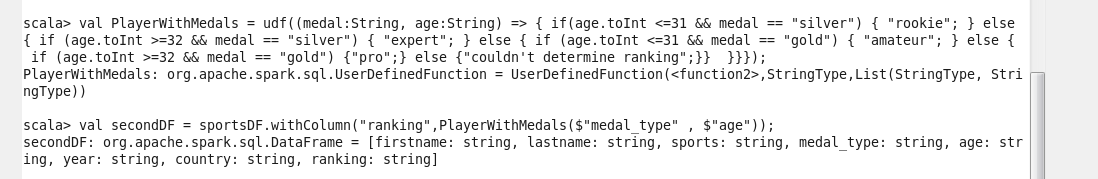 scala> val PlayerWithMedals = udf((medal:String, age:String) => { if(age.toInt <=31 && medal == "silver") { "rookie"; } else
{ if (age.toInt >=32 && medal == "silver") { "expert"; } else { if (age.toInt <=31 && medal == "gold") { "amateur"; } else {
 if (age.toInt >=32 && medal == "gold") {"pro";} else {"couldn't determine ranking";}}  }}});
PlayerWithMedals: org.apache.spark.sql.UserDefinedFunction = UserDefinedFunction(<function2>,StringType,List(StringType, Stri
ngType))
scala> val secondDF = sportsDF.withColumn("ranking",PlayerWithMedals($"medal_type" , $"age"));
secondDF: org.apache.spark.sql.DataFrame = [firstname: string, lastname: string, sports: string, medal_type: string, age: str
ing, year: string, country: string, ranking: string]